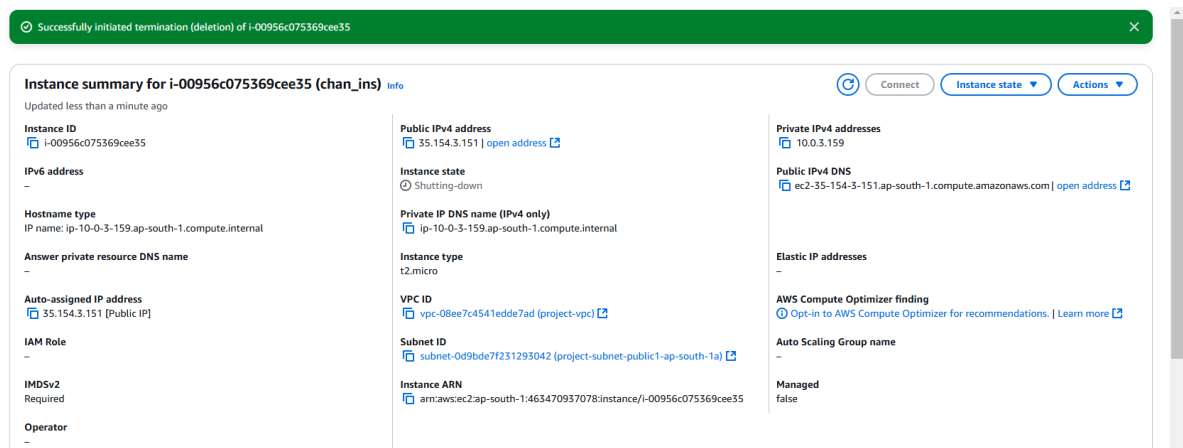 Successfully initiated termination (deletion) of i-00956c075369cee35
Instance summary for i-00956c075369cee35 (chan_ins) Info
Connect
Instance state
Actions
Updated less than a minute ago
Instance ID
i-00956c075369cee35
Public IPv4 address
35.154.3.151 | open address
Private IPv4 addresses
10.0.3.159
IPv6 address
–
Instance state
Shutting-down
Public IPv4 DNS
ec2-35-154-3-151.ap-south-1.compute.amazonaws.com | open address
Hostname type
IP name: ip-10-0-3-159.ap-south-1.compute.internal
Private IP DNS name (IPv4 only)
ip-10-0-3-159.ap-south-1.compute.internal
Answer private resource DNS name
–
Instance type
t2.micro
Elastic IP addresses
–
Auto-assigned IP address
35.154.3.151 [Public IP]
VPC ID
vpc-08ee7c4541edde7ad (project-vpc)
AWS Compute Optimizer finding
Opt-in to AWS Compute Optimizer for recommendations. | Learn more
IAM Role
–
Subnet ID
subnet-0d9bde7f231293042 (project-subnet-public1-ap-south-1a)
Auto Scaling Group name
–
IMDSv2
Required
Instance ARN
arn:aws:ec2:ap-south-1:463470937078:instance/i-00956c075369cee35
Managed
false
Operator
–